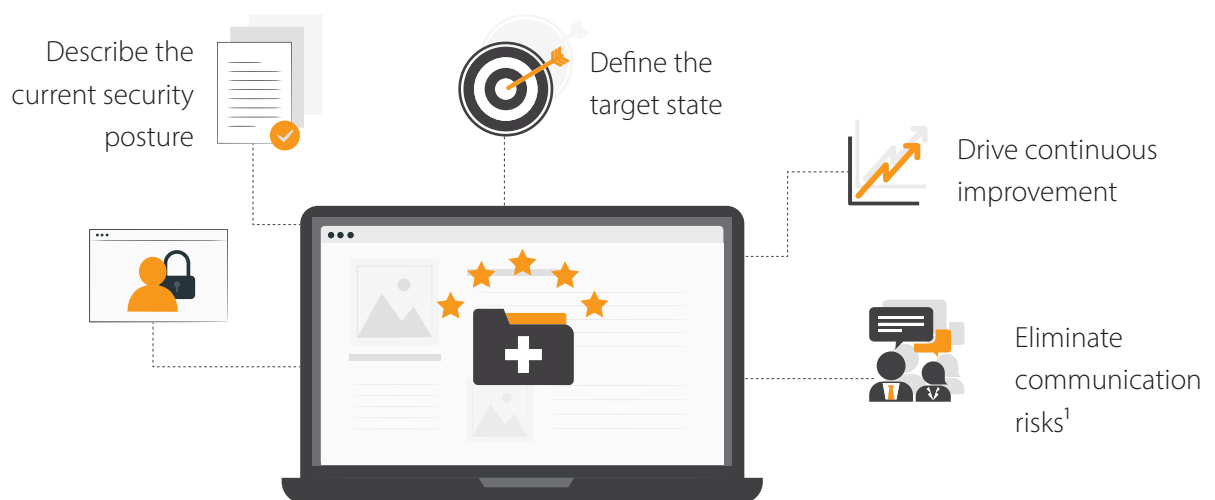 Describe the
current security
posture
Define the
target state
Drive continuous
improvement
Eliminate
communication
risks¹